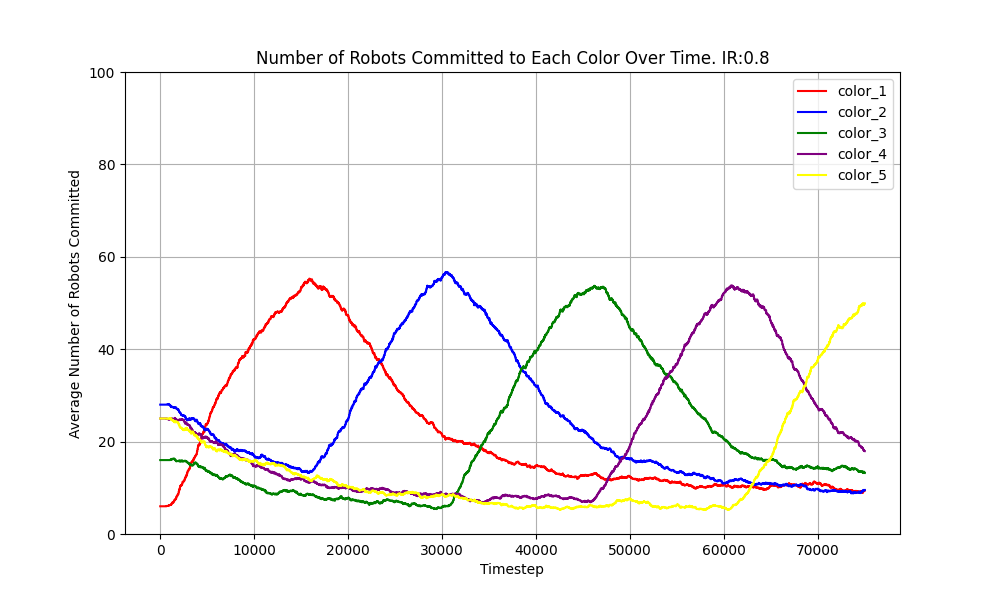 Number of Robots Committed to Each Color Over Time. IR:0.8
100
80
60
40
20
0
Average Number of Robots Committed
color_1
color_2
color_3
color_4
color_5
0 10000 20000 30000 40000 50000 60000 70000
Timestep